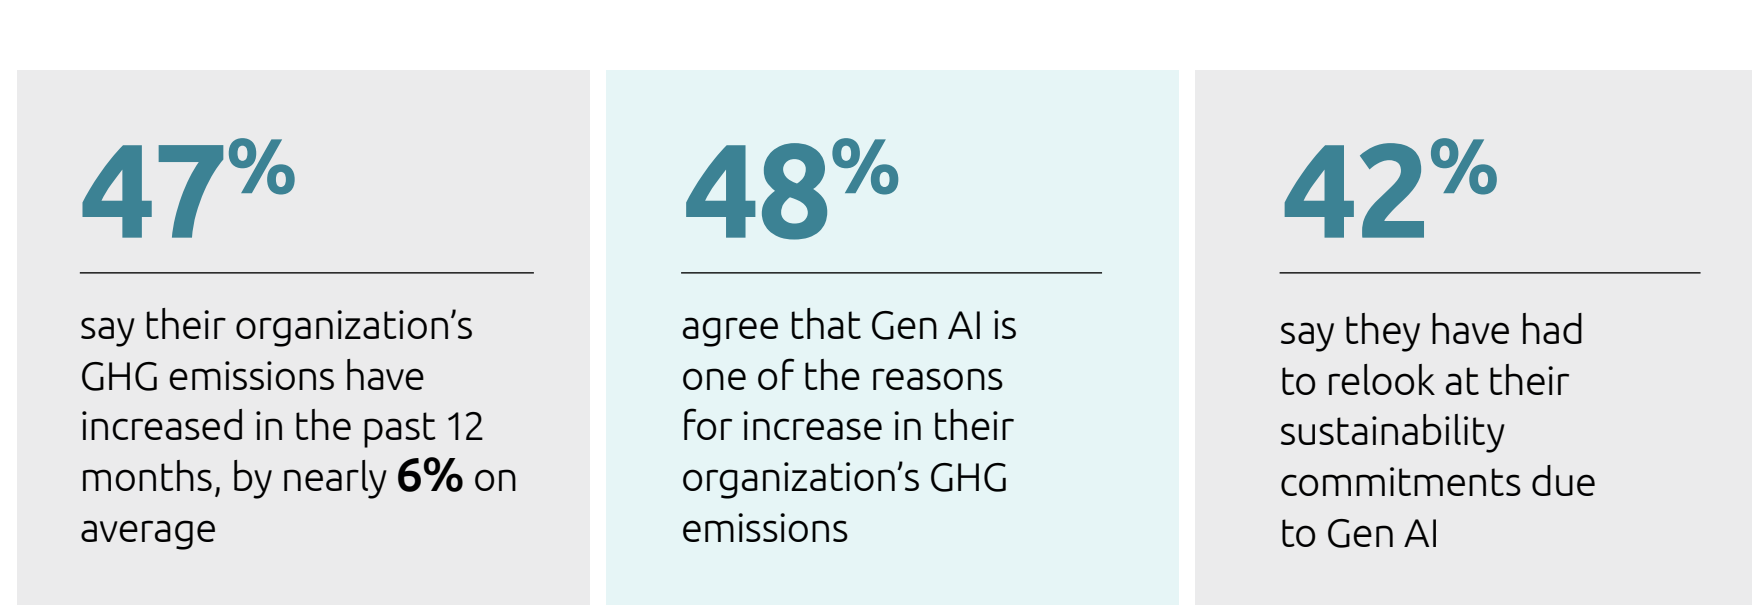 47%
say their organization’s
GHG emissions have
increased in the past 12
months, by nearly 6% on
average
48%
agree that Gen AI is
one of the reasons
for increase in their
organization’s GHG
emissions
42%
say they have had
to relook at their
sustainability
commitments due
to Gen AI